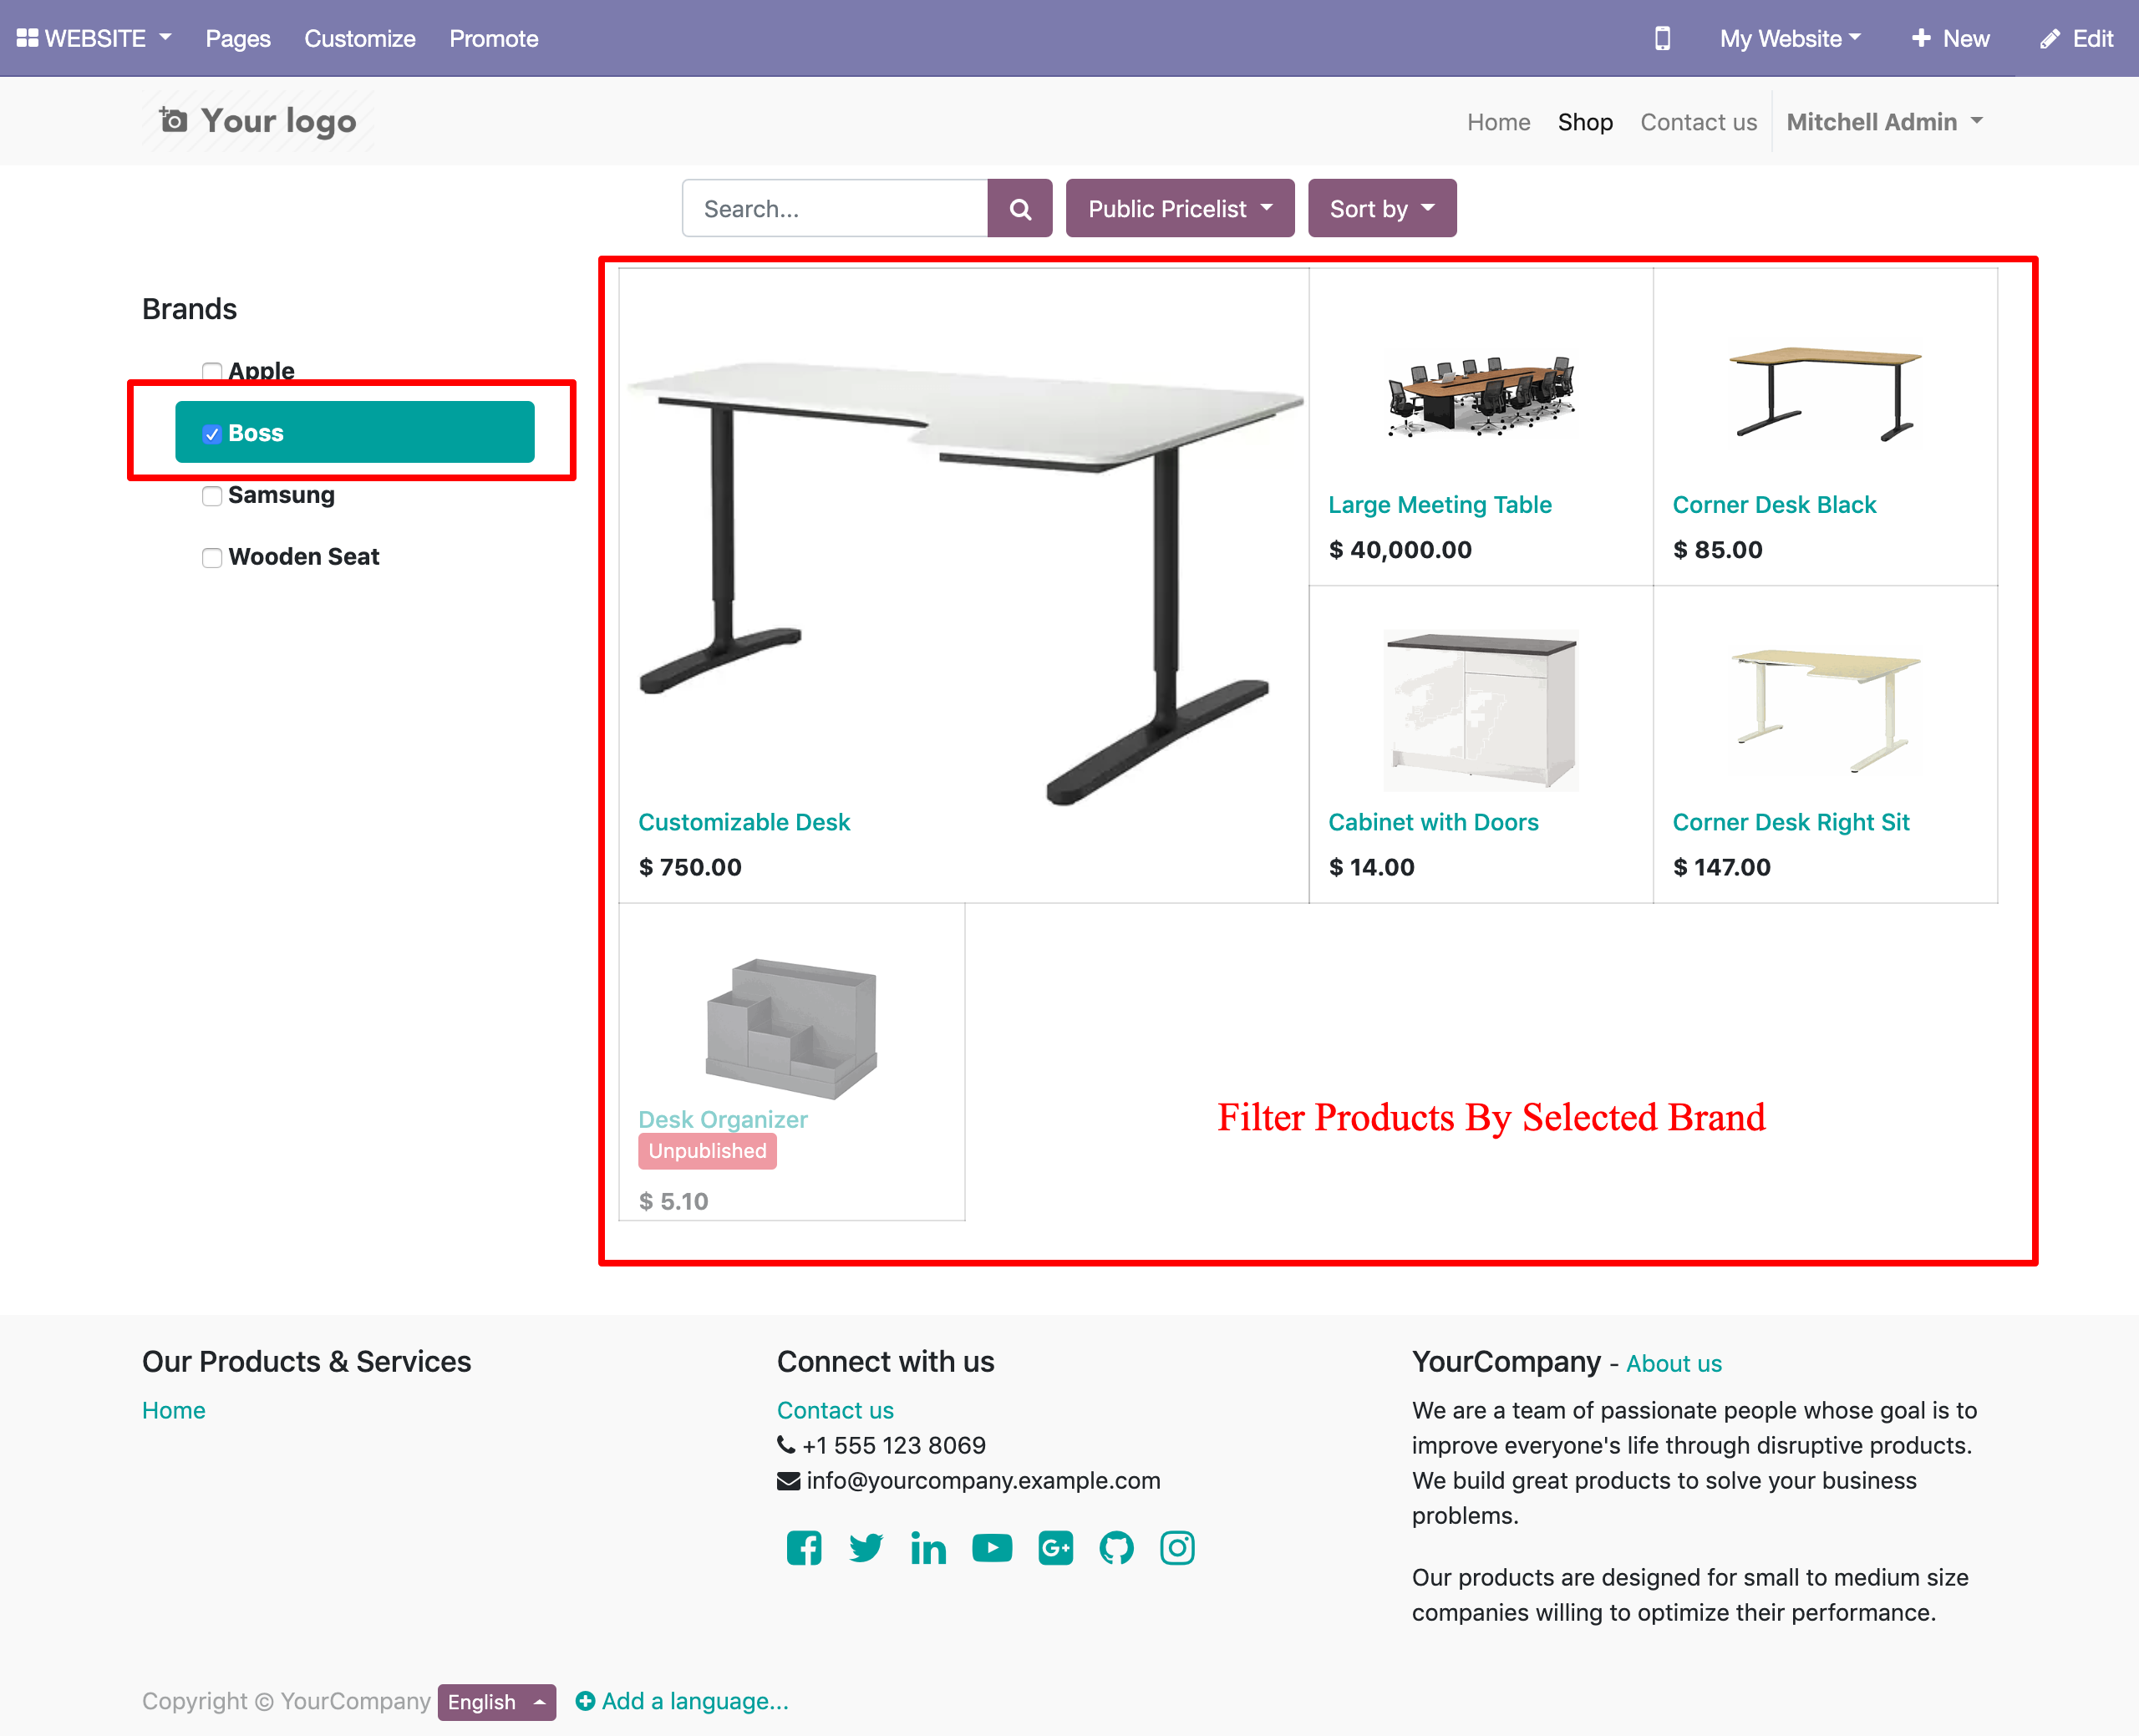 WEBSITE Pages Customize Promote My Website New Edit
Your logo Home Shop Contact us Mitchell Admin
Search... Public Pricelist Sort by
Brands
Apple
Boss
Samsung
Wooden Seat
Large Meeting Table
$ 40,000.00
Corner Desk Black
$ 85.00
Customizable Desk
$ 750.00
Cabinet with Doors
$ 14.00
Corner Desk Right Sit
$ 147.00
Desk Organizer
Unpublished
$ 5.10
Filter Products By Selected Brand
Our Products & Services
Home
Connect with us
Contact us
+1 555 123 8069
info@yourcompany.example.com
YourCompany - About us
We are a team of passionate people whose goal is to
improve everyone's life through disruptive products.
We build great products to solve your business
problems.
Our products are designed for small to medium size
companies willing to optimize their performance.
Copyright © YourCompany English Add a language...